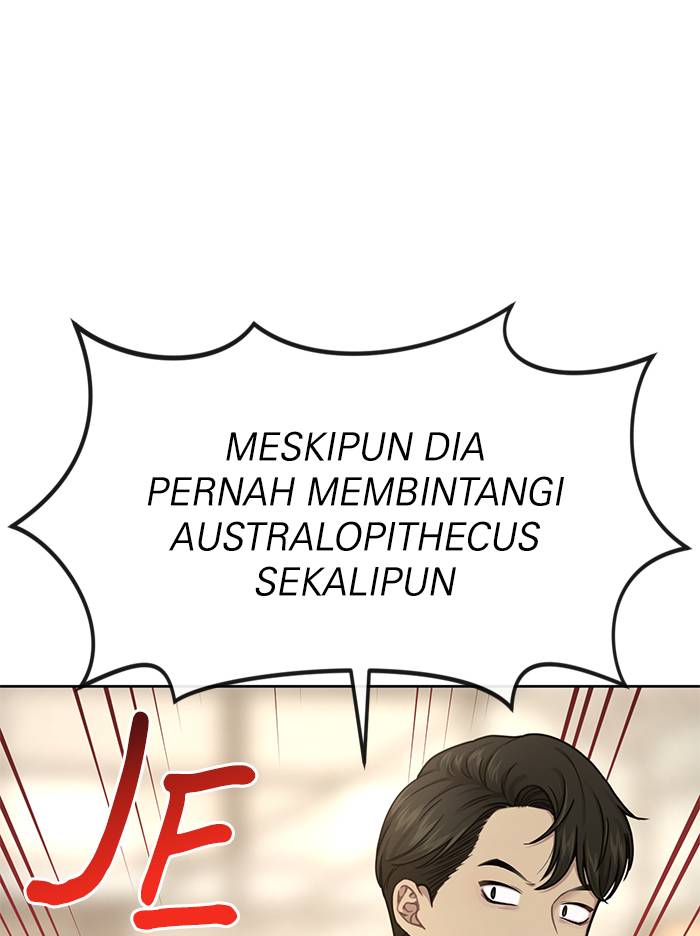 MESKIPUN DIA
PERNAH MEMBINTANGI
AUSTRALOPITHECUS
SEKALIPUN
JE